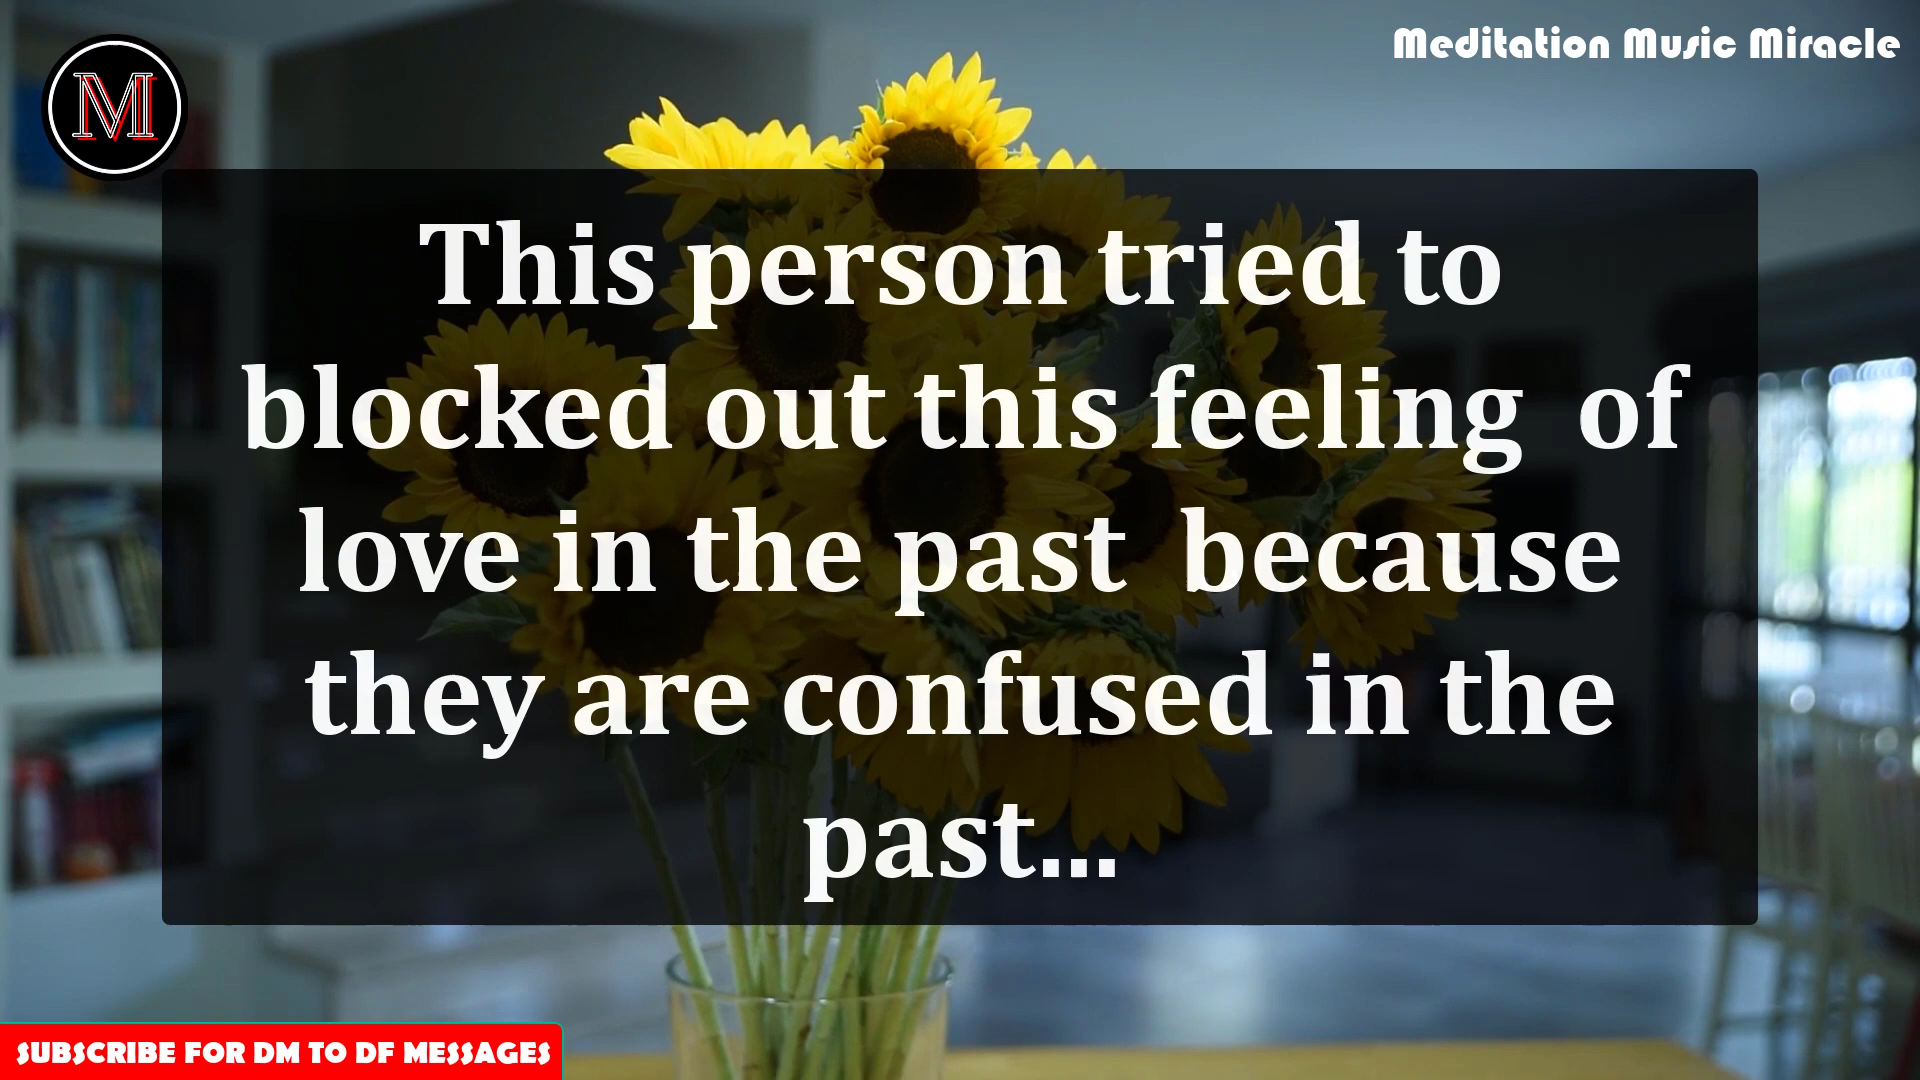 M
Meditation Music Miracle
This person tried to
blocked out this feeling  of
love in the past  because
they are confused in the
past...
SUBSCRIBE FOR DM TO DF MESSAGES